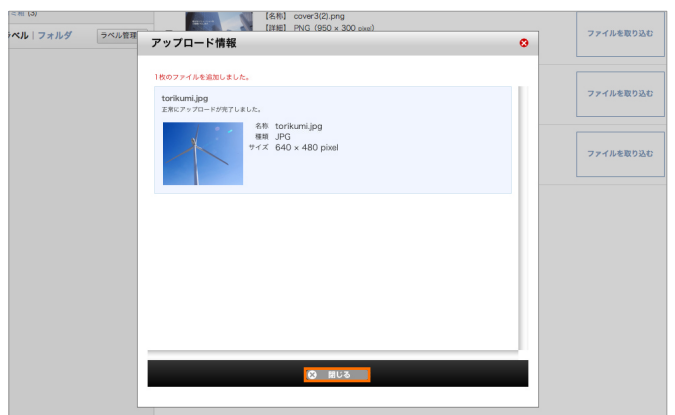 (3)
【名称】 cover3(2).png
【詳細】 PNG (950 × 300 pixel)
ベル | フォルダ
ラベル管理
ファイルを取り込む
アップロード情報
1枚のファイルを追加しました。
torikumi.jpg
正常にアップロードが完了しました。
名称 torikumi.jpg
種類 JPG
サイズ 640 × 480 pixel
ファイルを取り込む
ファイルを取り込む
閉じる